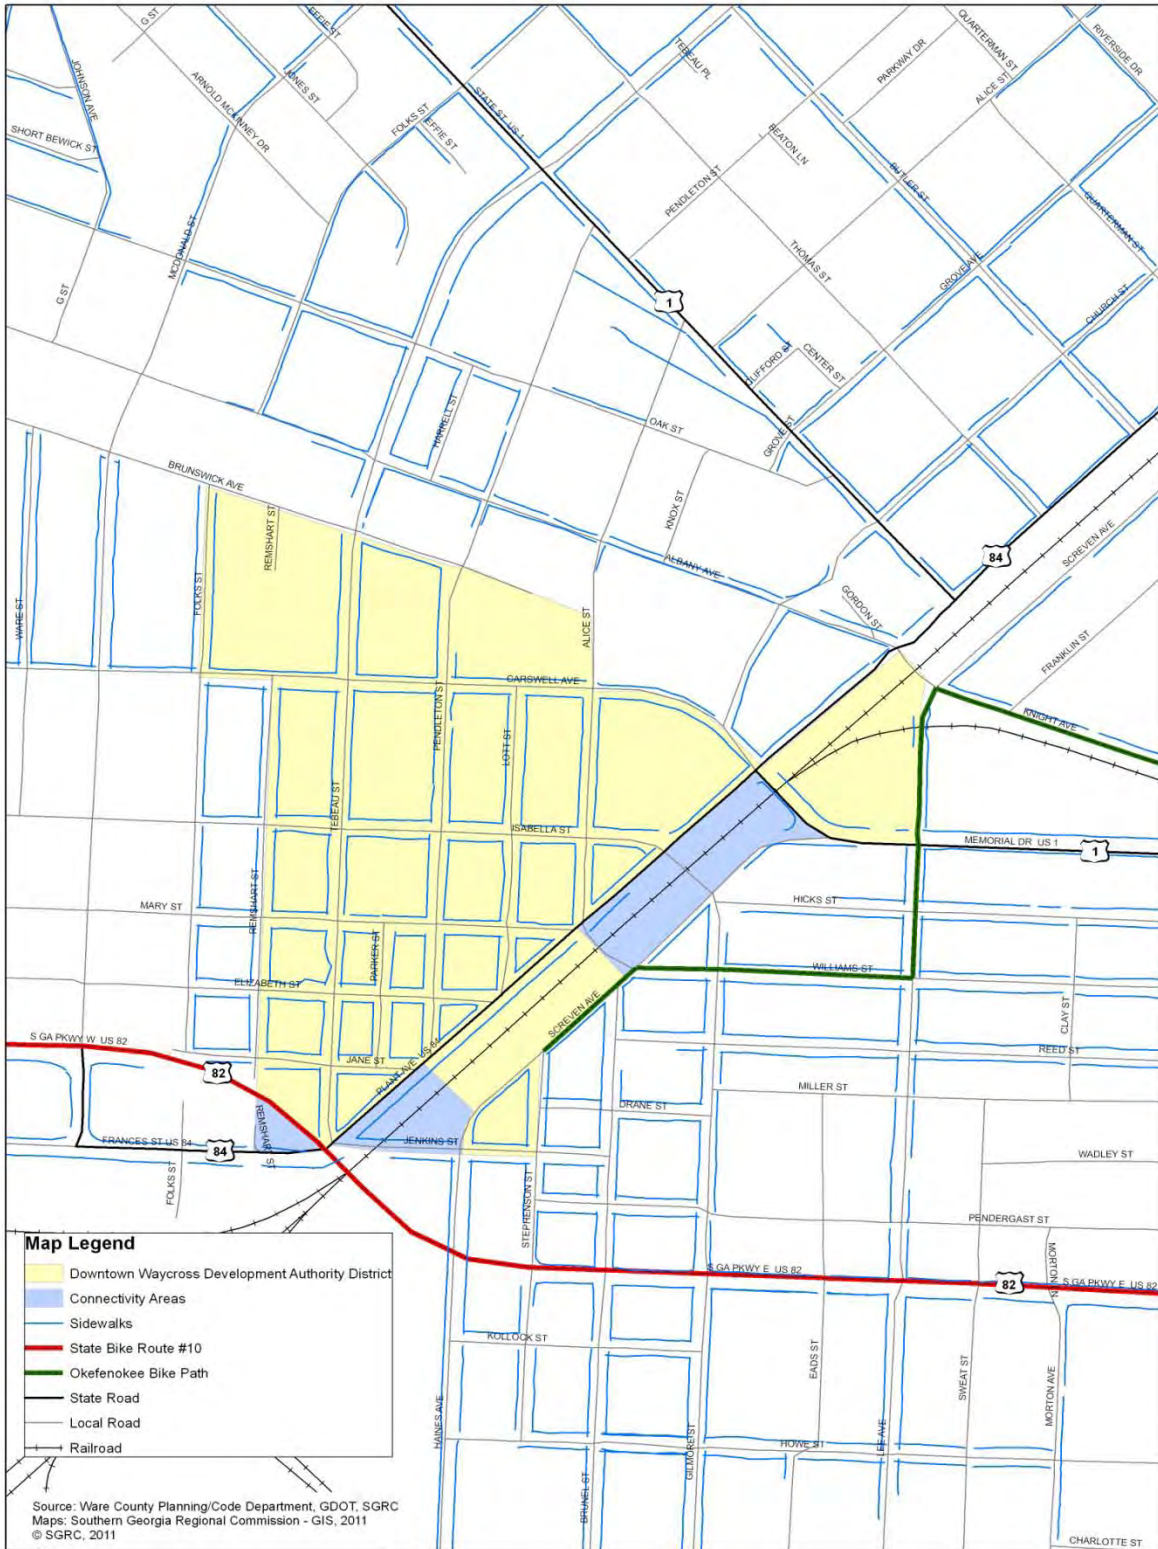 G ST
EFFIE ST
QUARTERMAN ST
RIVERSIDE DR
JOHNSON AVE
ARNOLD MCKINNEY DR
JONES ST
FOLKS ST
EFFIE ST
STATE ST US 1
TEBEAU PL
PARKWAY DR
ALICE ST
SHORT BEWICK ST
BEATON LN
PENDLETON ST
BUTLER ST
QUARTERMAN ST
MCDONALD ST
G ST
THOMAS ST
GROVE AVE
CHURCH ST
1
CLIFFORD ST
CENTER ST
HARRELL ST
OAK ST
GROVE ST
BRUNSWICK AVE
REMSHART ST
KNOX ST
ALBANY AVE
84
SCREVEN AVE
FOLKS ST
WARE ST
ALICE ST
GORDON ST
FRANKLIN ST
CARSWELL AVE
PENDLETON ST
LOTT ST
KNIGHT AVE
TEBEAU ST
ISABELLA ST
MEMORIAL DR US 1
1
MARY ST
REMSHART ST
HICKS ST
PARKER ST
ELIZABETH ST
WILLIAMS ST
SCREVEN AVE
CLAY ST
S GA PKWY W US 82
82
JANE ST
PLANT AVE US 84
REED ST
MILLER ST
REMSHART ST
DRANE ST
FRANCES ST US 84
84
JENKINS ST
WADLEY ST
FOLKS ST
STEPHENSON ST
PENDERGAST ST
MORTON LN
S GA PKWY E US 82
82
S GA PKWY E US 82
KOLLOCK ST
EADS ST
SWEAT ST
MORTON AVE
HAINES AVE
GILMORE ST
LEE AVE
HOWE ST
BRUNEL ST
CHARLOTTE ST
Map Legend
Downtown Waycross Development Authority District
Connectivity Areas
Sidewalks
State Bike Route #10
Okefenokee Bike Path
State Road
Local Road
Railroad
Source: Ware County Planning/Code Department, GDOT, SGRC
Maps: Southern Georgia Regional Commission - GIS, 2011
© SGRC, 2011